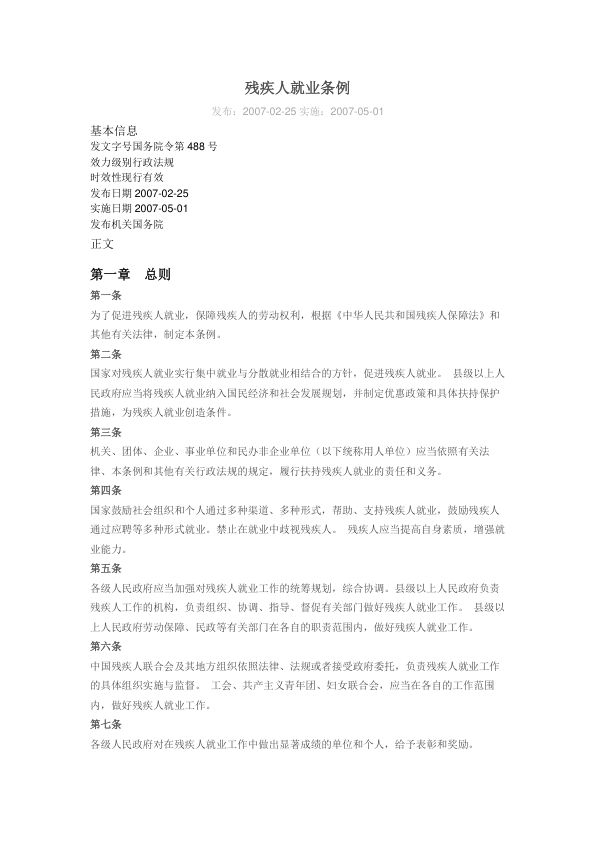 残疾人就业条例
发布：2007-02-25 实施：2007-05-01
基本信息
发文字号国务院令第 488 号
效力级别行政法规
时效性现行有效
发布日期 2007-02-25
实施日期 2007-05-01
发布机关国务院
正文
第一章 总则
第一条
为了促进残疾人就业，保障残疾人的劳动权利，根据《中华人民共和国残疾人保障法》和
其他有关法律，制定本条例。
第二条
国家对残疾人就业实行集中就业与分散就业相结合的方针，促进残疾人就业。 县级以上人
民政府应当将残疾人就业纳入国民经济和社会发展规划，并制定优惠政策和具体扶持保护
措施，为残疾人就业创造条件。
第三条
机关、团体、企业、事业单位和民办非企业单位（以下统称用人单位）应当依照有关法
律、本条例和其他有关行政法规的规定，履行扶持残疾人就业的责任和义务。
第四条
国家鼓励社会组织和个人通过多种渠道、多种形式，帮助、支持残疾人就业，鼓励残疾人
通过应聘等多种形式就业。禁止在就业中歧视残疾人。 残疾人应当提高自身素质，增强就
业能力。
第五条
各级人民政府应当加强对残疾人就业工作的统筹规划，综合协调。县级以上人民政府负责
残疾人工作的机构，负责组织、协调、指导、督促有关部门做好残疾人就业工作。 县级以
上人民政府劳动保障、民政等有关部门在各自的职责范围内，做好残疾人就业工作。
第六条
中国残疾人联合会及其地方组织依照法律、法规或者接受政府委托，负责残疾人就业工作
的具体组织实施与监督。 工会、共产主义青年团、妇女联合会，应当在各自的工作范围
内，做好残疾人就业工作。
第七条
各级人民政府对在残疾人就业工作中做出显著成绩的单位和个人，给予表彰和奖励。